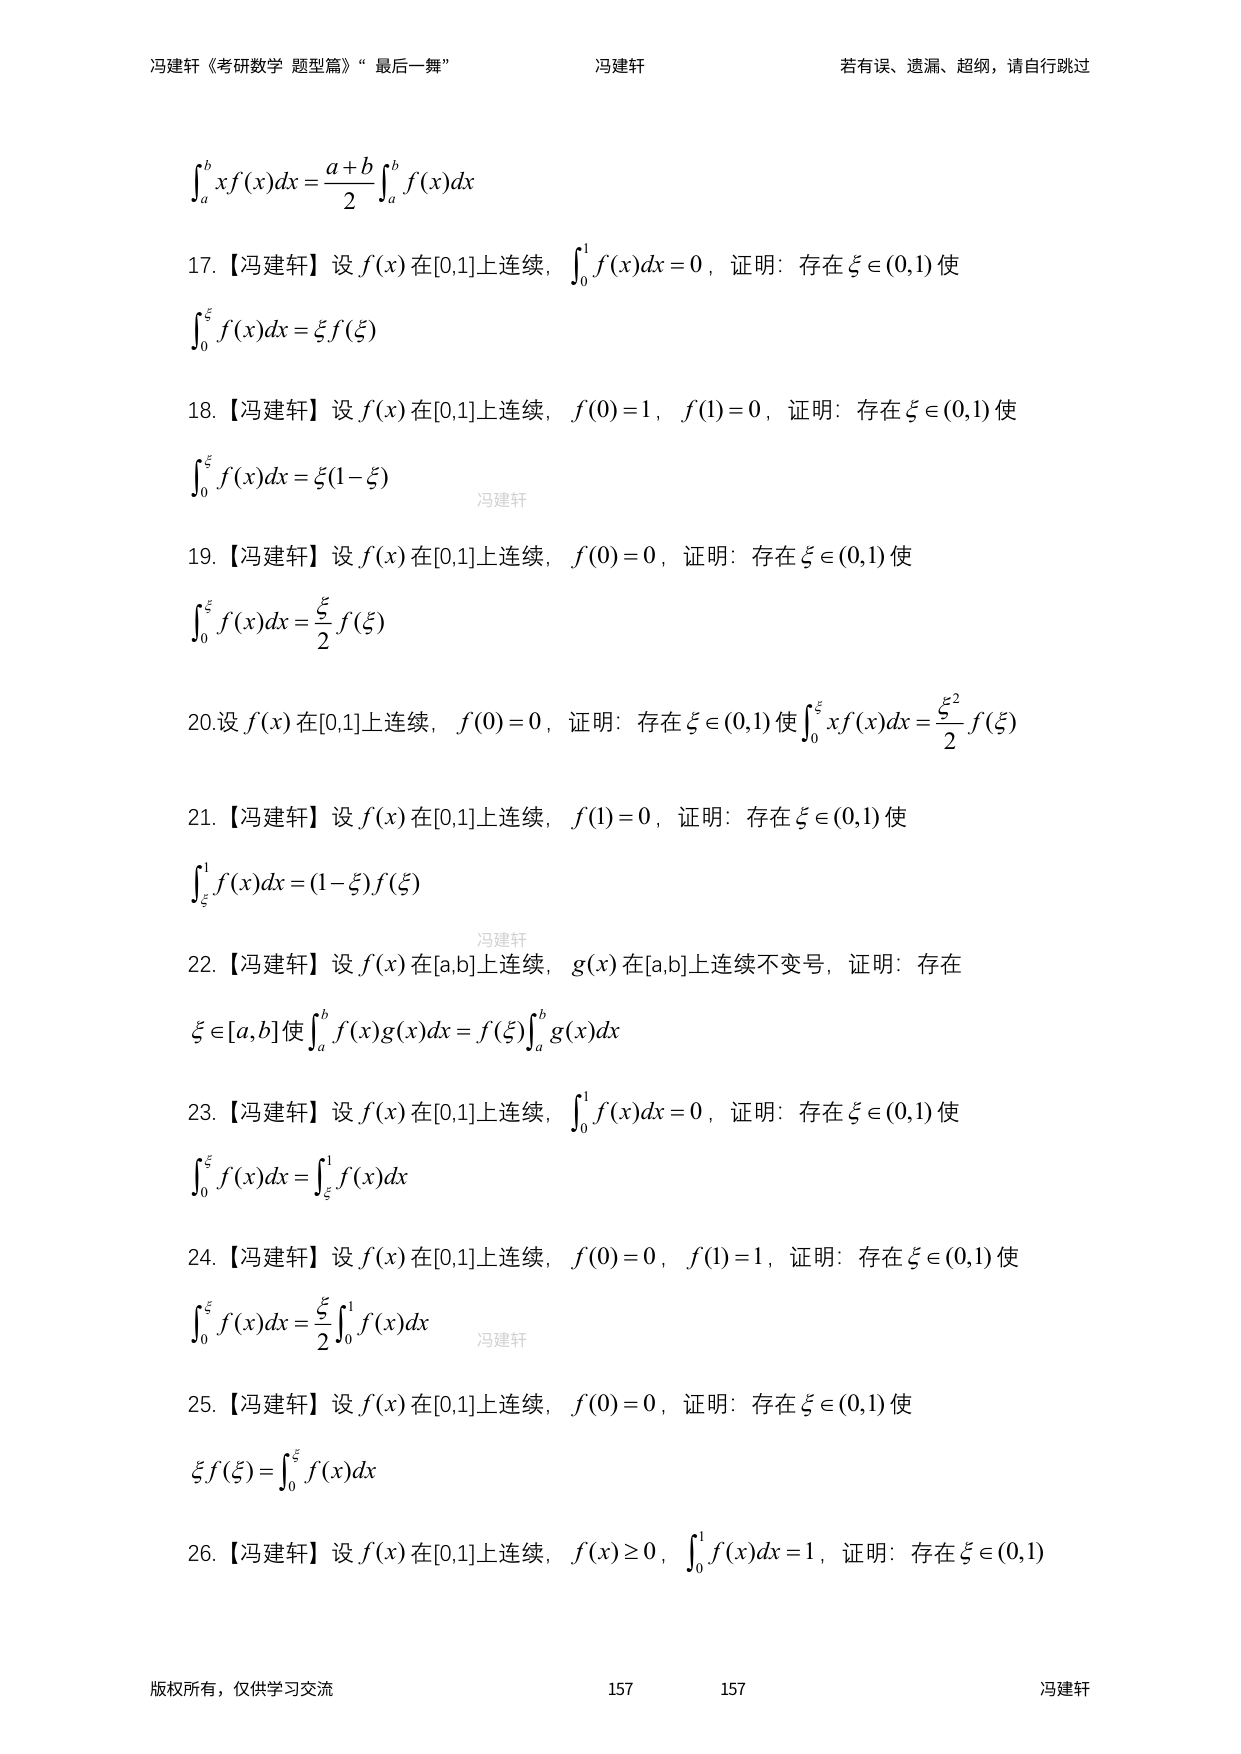 冯建轩《考研数学 题型篇》“ 最后一舞” 冯建轩 若有误、遗漏、超纲，请自行跳过
∫_a^b xf(x)dx = (a+b)/2 ∫_a^b f(x)dx
17.【冯建轩】设 f(x) 在[0,1]上连续， ∫_0^1 f(x)dx = 0 ，证明：存在 ξ∈(0,1) 使
∫_0^ξ f(x)dx = ξf(ξ)
18.【冯建轩】设 f(x) 在[0,1]上连续， f(0)=1 ， f(1)=0 ，证明：存在 ξ∈(0,1) 使
∫_0^ξ f(x)dx = ξ(1−ξ)
冯建轩
19.【冯建轩】设 f(x) 在[0,1]上连续， f(0)=0 ，证明：存在 ξ∈(0,1) 使
∫_0^ξ f(x)dx = ξ/2 f(ξ)
20.设 f(x) 在[0,1]上连续， f(0)=0 ，证明：存在 ξ∈(0,1) 使 ∫_0^ξ xf(x)dx = ξ²/2 f(ξ)
21.【冯建轩】设 f(x) 在[0,1]上连续， f(1)=0 ，证明：存在 ξ∈(0,1) 使
∫_ξ^1 f(x)dx = (1−ξ)f(ξ)
冯建轩
22.【冯建轩】设 f(x) 在[a,b]上连续， g(x) 在[a,b]上连续不变号，证明：存在
ξ∈[a,b] 使 ∫_a^b f(x)g(x)dx = f(ξ)∫_a^b g(x)dx
23.【冯建轩】设 f(x) 在[0,1]上连续， ∫_0^1 f(x)dx = 0 ，证明：存在 ξ∈(0,1) 使
∫_0^ξ f(x)dx = ∫_ξ^1 f(x)dx
24.【冯建轩】设 f(x) 在[0,1]上连续， f(0)=0 ， f(1)=1 ，证明：存在 ξ∈(0,1) 使
∫_0^ξ f(x)dx = ξ/2 ∫_0^1 f(x)dx
冯建轩
25.【冯建轩】设 f(x) 在[0,1]上连续， f(0)=0 ，证明：存在 ξ∈(0,1) 使
ξf(ξ) = ∫_0^ξ f(x)dx
26.【冯建轩】设 f(x) 在[0,1]上连续， f(x)≥0 ， ∫_0^1 f(x)dx = 1 ，证明：存在 ξ∈(0,1)
版权所有，仅供学习交流 157 157 冯建轩